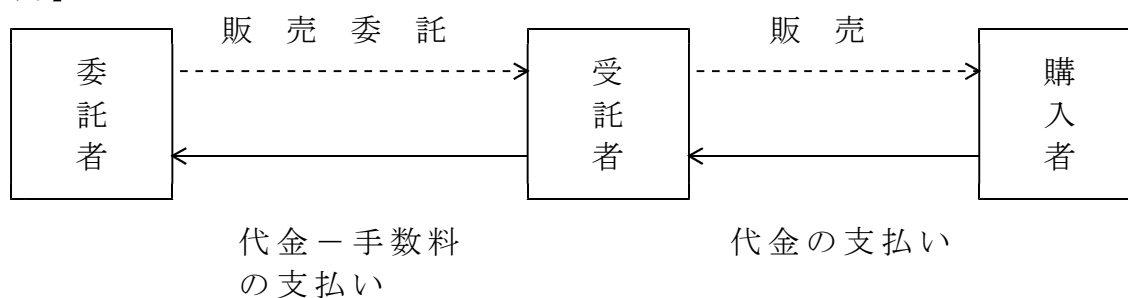 販売委託
販売
委託者
受託者
購入者
代金－手数料
の支払い
代金の支払い